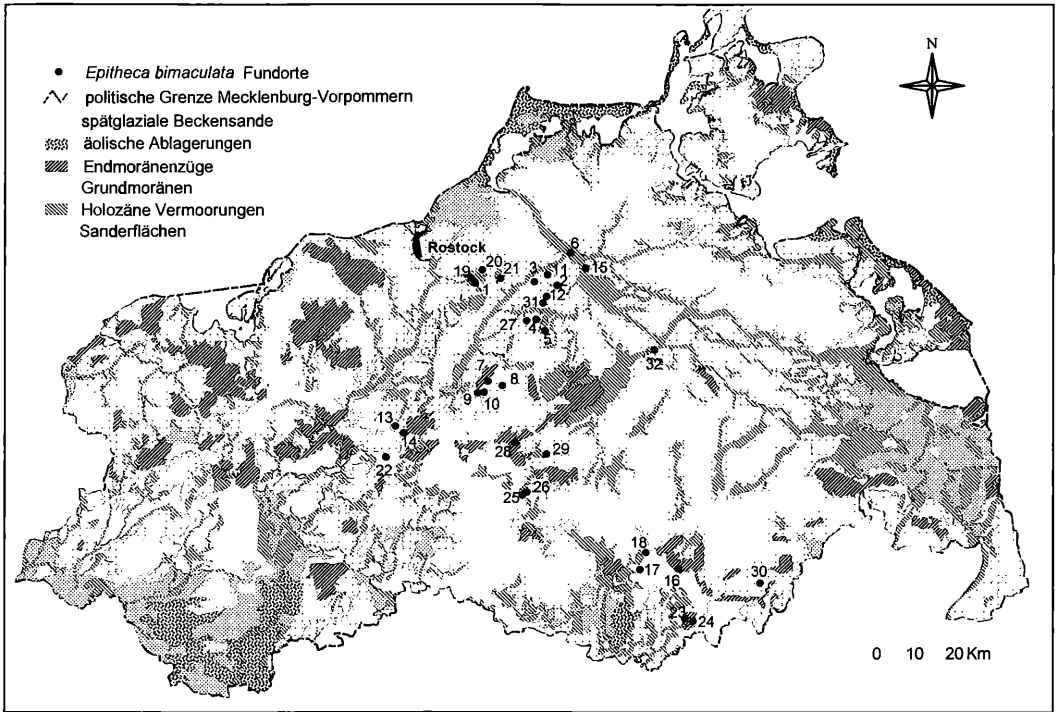 N
Epitheca bimaculata Fundorte
politische Grenze Mecklenburg-Vorpommern
spätglaziale Beckensande
äolische Ablagerungen
Endmoränenzüge
Grundmoränen
Holozäne Vermoorungen
Sanderflächen
Rostock
6
20
19
21
3
11
15
1
2
12
31
27
4
5
32
7
8
9
10
13
14
28
29
22
26
25
18
17
16
30
23
24
0 10 20 Km